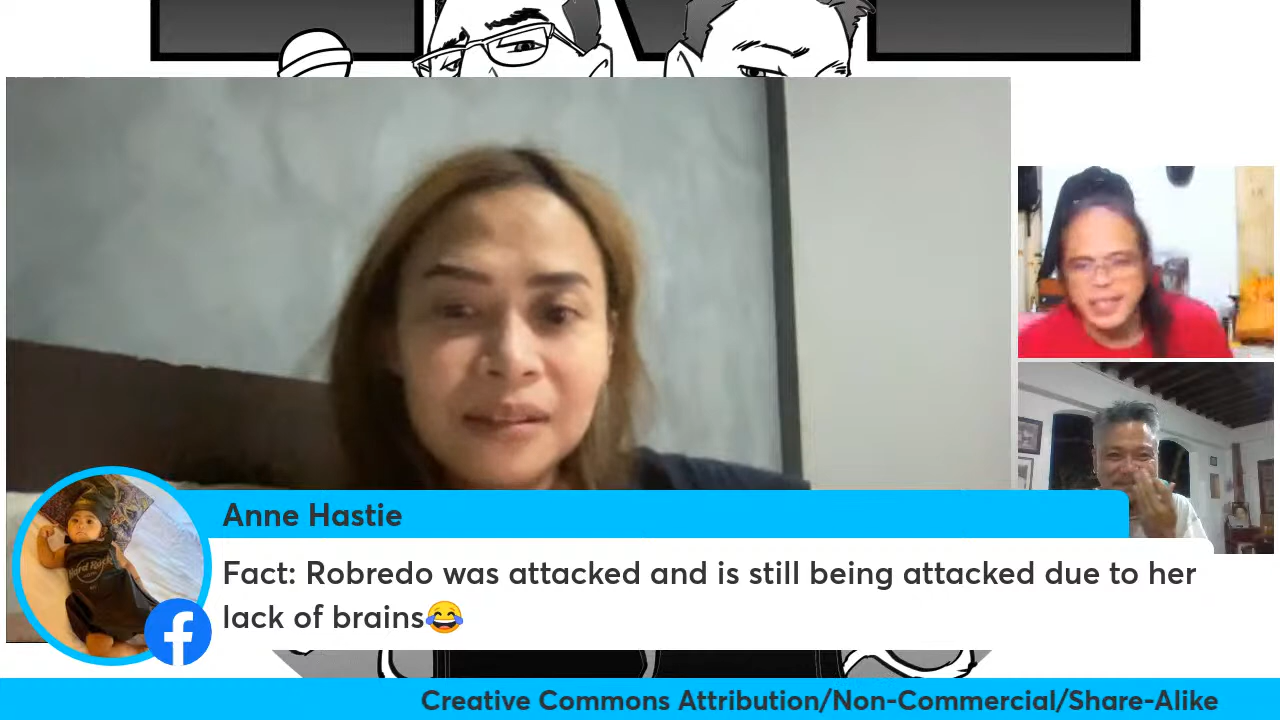 Anne Hastie
Fact: Robredo was attacked and is still being attacked due to her
lack of brains😂
Creative Commons Attribution/Non-Commercial/Share-Alike